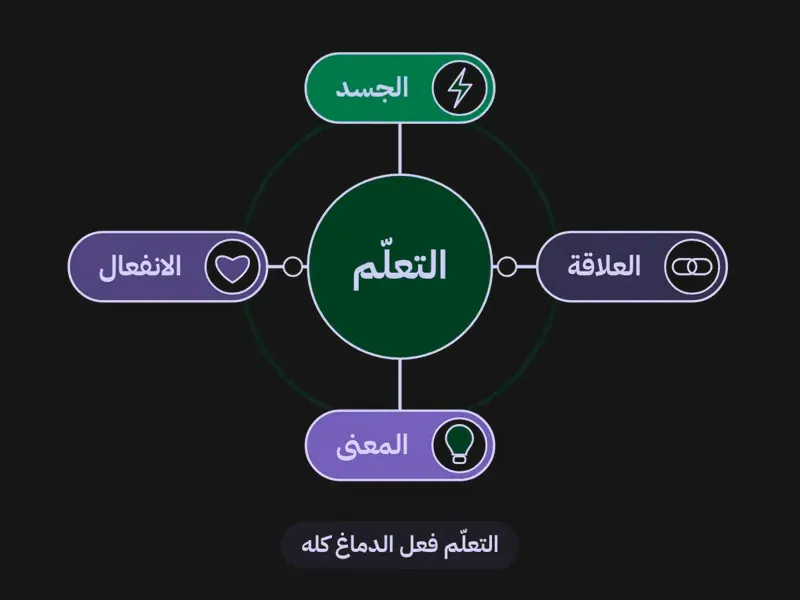 الجسد
العلاقة
التعلّم
الانفعال
المعنى
التعلّم فعل الدماغ كله